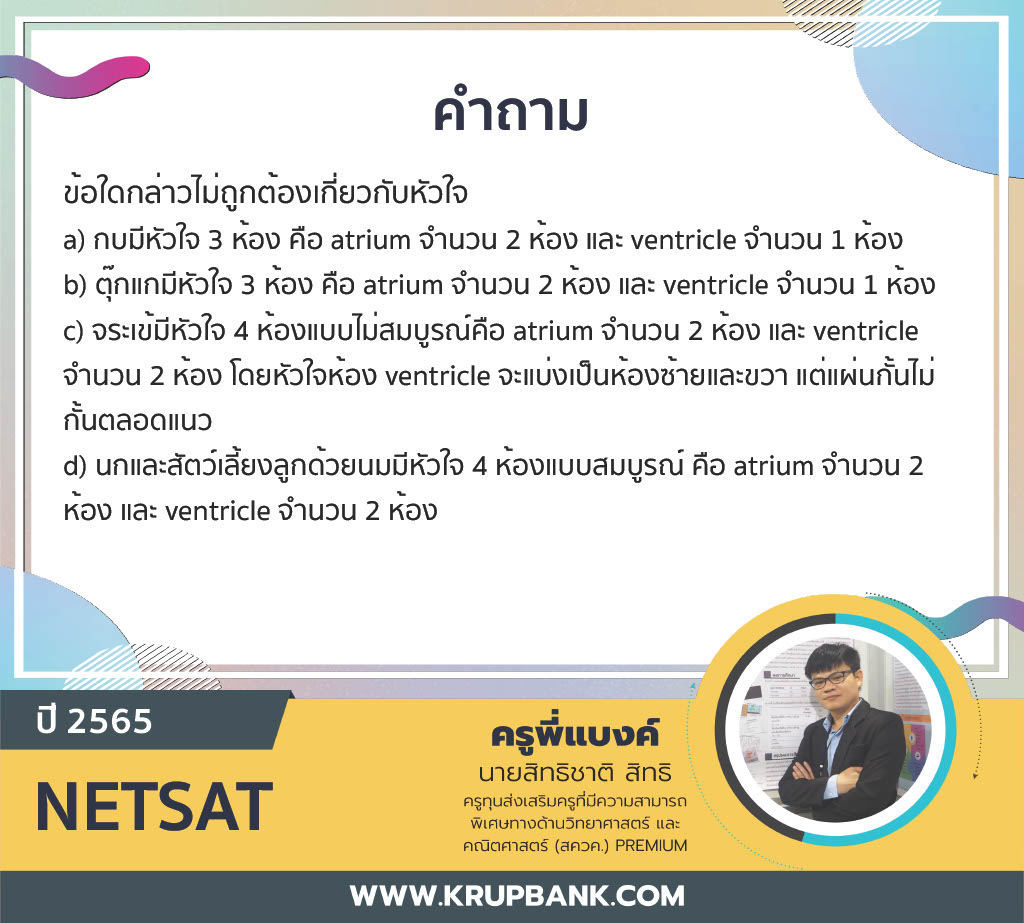 คำถาม
ข้อใดกล่าวไม่ถูกต้องเกี่ยวกับหัวใจ
a) กบมีหัวใจ 3 ห้อง คือ atrium จำนวน 2 ห้อง และ ventricle จำนวน 1 ห้อง
b) ตุ๊กแกมีหัวใจ 3 ห้อง คือ atrium จำนวน 2 ห้อง และ ventricle จำนวน 1 ห้อง
c) จระเข้มีหัวใจ 4 ห้องแบบไม่สมบูรณ์คือ atrium จำนวน 2 ห้อง และ ventricle
จำนวน 2 ห้อง โดยหัวใจห้อง ventricle จะแบ่งเป็นห้องซ้ายและขวา แต่แผ่นกั้นไม่
กั้นตลอดแนว
d) นกและสัตว์เลี้ยงลูกด้วยนมมีหัวใจ 4 ห้องแบบสมบูรณ์ คือ atrium จำนวน 2
ห้อง และ ventricle จำนวน 2 ห้อง
ปี 2565
NETSAT
ครูพี่แบงค์
นายสิทธิชาติ สิทธิ
ครูทุนส่งเสริมครูที่มีความสามารถ
พิเศษทางด้านวิทยาศาสตร์ และ
คณิตศาสตร์ (สควค.) PREMIUM
WWW.KRUPBANK.COM